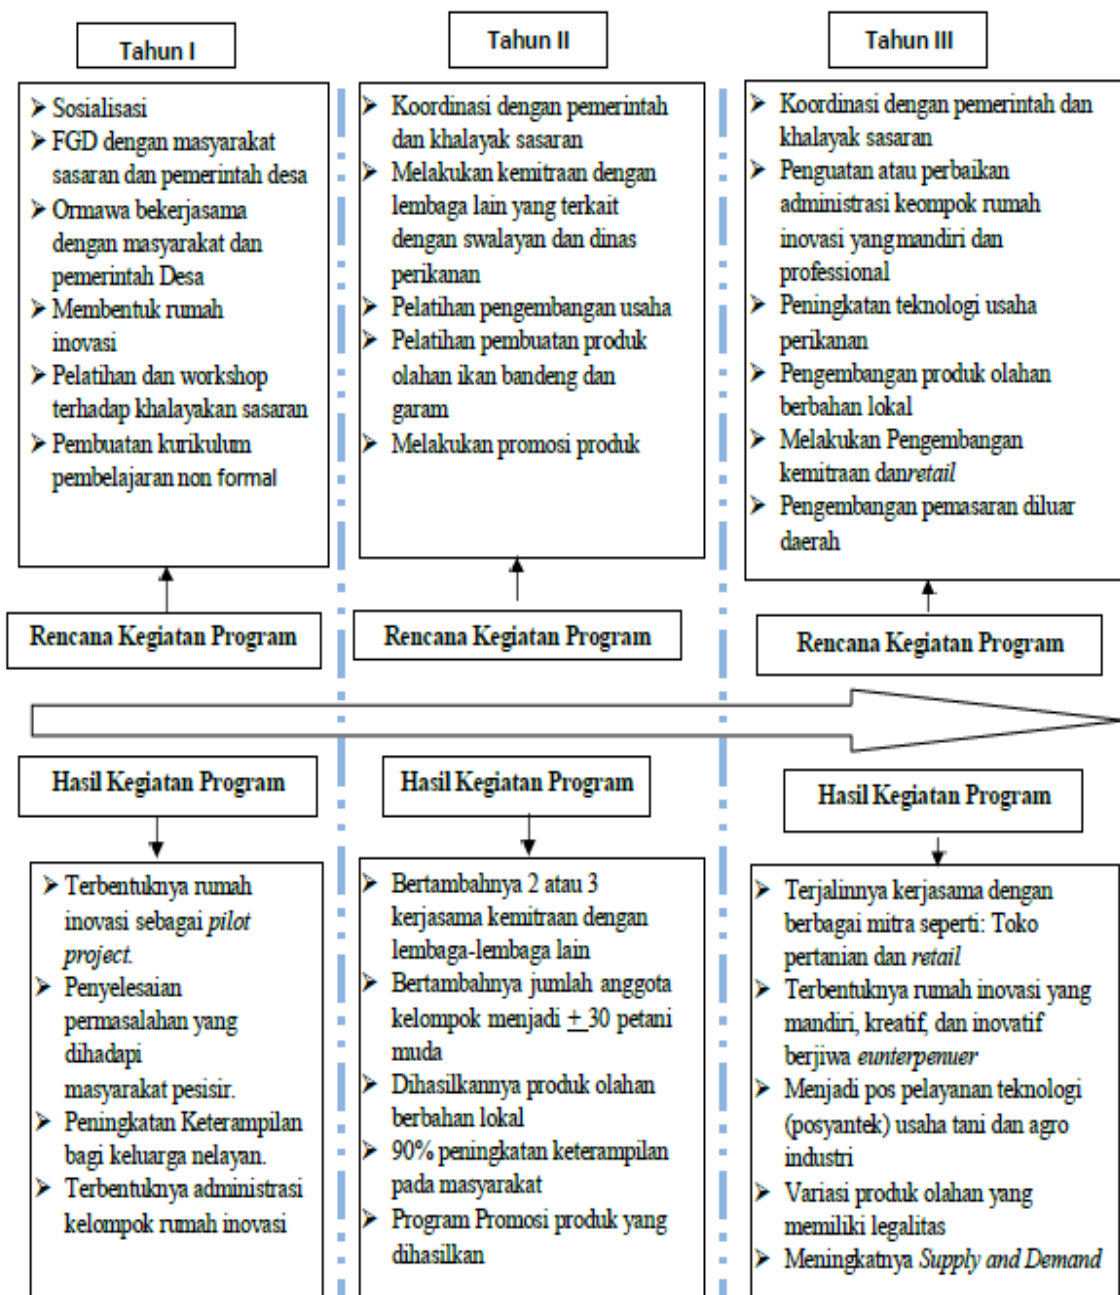 Tahun I
Sosialisasi
FGD dengan masyarakat
sasaran dan pemerintah desa
Ormawa bekerjasama
dengan masyarakat dan
pemerintah Desa
Membentuk rumah
inovasi
Pelatihan dan workshop
terhadap khalayakan sasaran
Pembuatan kurikulum
pembelajaran non formal
Rencana Kegiatan Program
Tahun II
Koordinasi dengan pemerintah
dan khalayak sasaran
Melakukan kemitraan dengan
lembaga lain yang terkait
dengan swalayan dan dinas
perikanan
Pelatihan pengembangan usaha
Pelatihan pembuatan produk
olahan ikan bandeng dan
garam
Melakukan promosi produk
Rencana Kegiatan Program
Tahun III
Koordinasi dengan pemerintah dan
khalayak sasaran
Penguatan atau perbaikan
administrasi keompok rumah
inovasi yangmandiri dan
professional
Peningkatan teknologi usaha
perikanan
Pengembangan produk olahan
berbahan lokal
Melakukan Pengembangan
kemitraan danretail
Pengembangan pemasaran diluar
daerah
Rencana Kegiatan Program
Hasil Kegiatan Program
Terbentuknya rumah
inovasi sebagai pilot
project.
Penyelesaian
permasalahan yang
dihadapi
masyarakat pesisir.
Peningkatan Keterampilan
bagi keluarga nelayan.
Terbentuknya administrasi
kelompok rumah inovasi
Hasil Kegiatan Program
Bertambahnya 2 atau 3
kerjasama kemitraan dengan
lembaga-lembaga lain
Bertambahnya jumlah anggota
kelompok menjadi + 30 petani
muda
Dihasilkannya produk olahan
berbahan lokal
90% peningkatan keterampilan
pada masyarakat
Program Promosi produk yang
dihasilkan
Hasil Kegiatan Program
Terjalinnya kerjasama dengan
berbagai mitra seperti: Toko
pertanian dan retail
Terbentuknya rumah inovasi yang
mandiri, kreatif, dan inovatif
berjiwa eunterpenuer
Menjadi pos pelayanan teknologi
(posyantek) usaha tani dan agro
industri
Variasi produk olahan yang
memiliki legalitas
Meningkatnya Supply and Demand